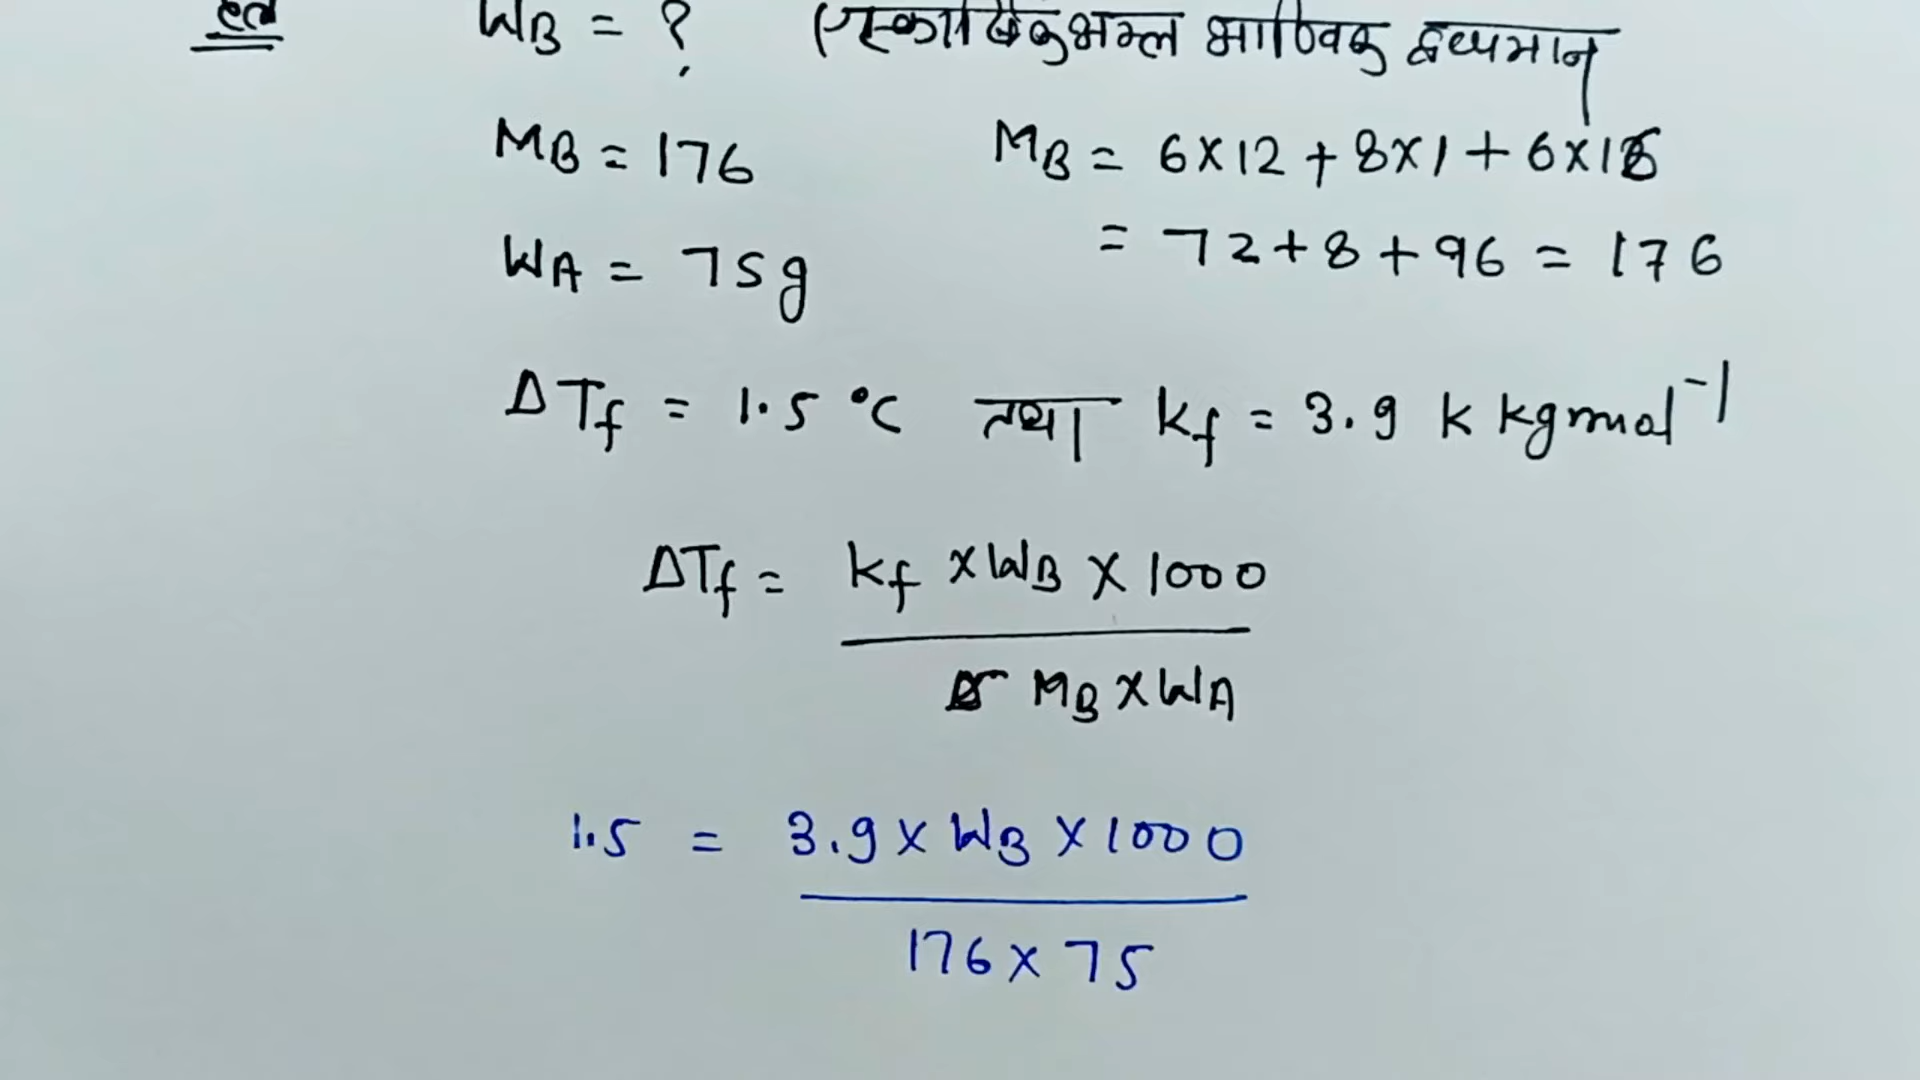 हल WB = ? (एस्कार्बिक अम्ल आण्विक द्रव्यमान
MB = 176 MB = 6×12 + 8×1 + 6×16
WA = 75g = 72+8+96 = 176
ΔTf = 1.5 °C तथा kf = 3.9 k kgmol⁻¹
ΔTf = kf × WB × 1000
MB × WA
1.5 = 3.9 × WB × 1000
176 × 75